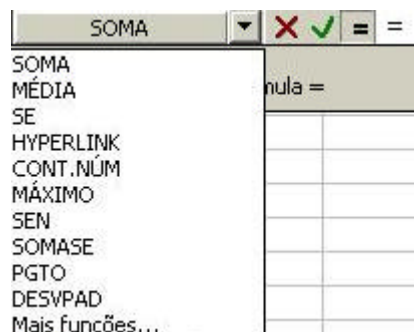 SOMA =
SOMA
MÉDIA
nula =
SE
HYPERLINK
CONT.NÚM
MÁXIMO
SEN
SOMASE
PGTO
DESVPAD
Mais funções...